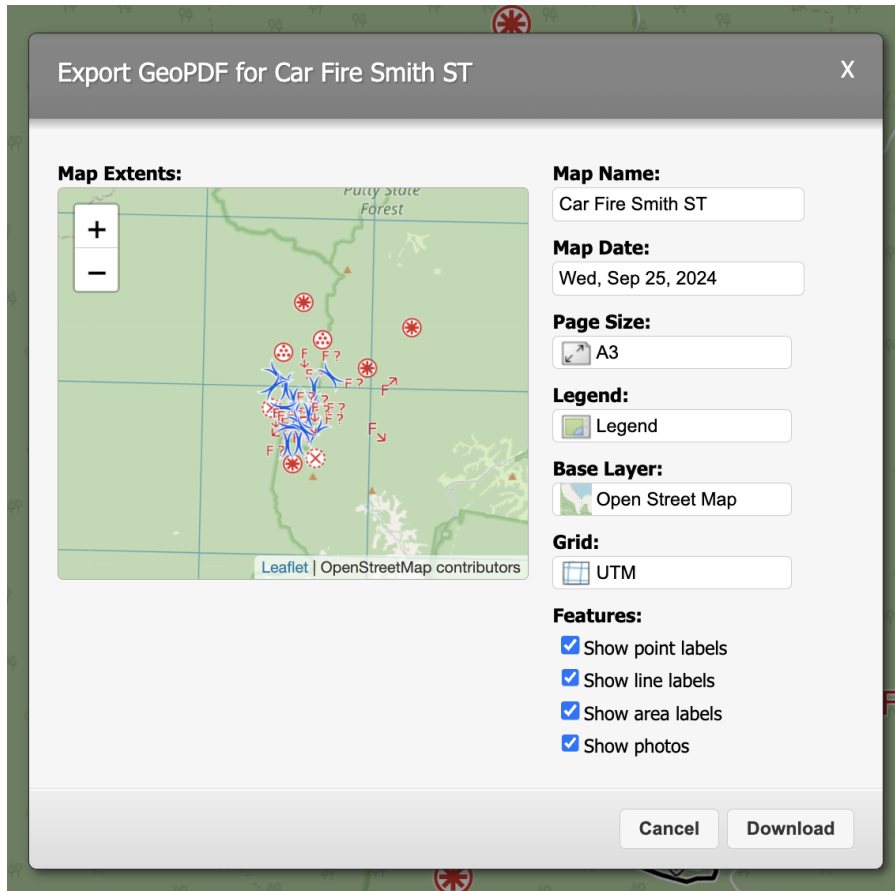 Export GeoPDF for Car Fire Smith ST
X
Map Extents:
Putty State
Forest
+
−
F
F ?
F
F ?
F
F ?
F
F ?
Leaflet | OpenStreetMap contributors
Map Name:
Car Fire Smith ST
Map Date:
Wed, Sep 25, 2024
Page Size:
A3
Legend:
Legend
Base Layer:
Open Street Map
Grid:
UTM
Features:
Show point labels
Show line labels
Show area labels
Show photos
Cancel
Download